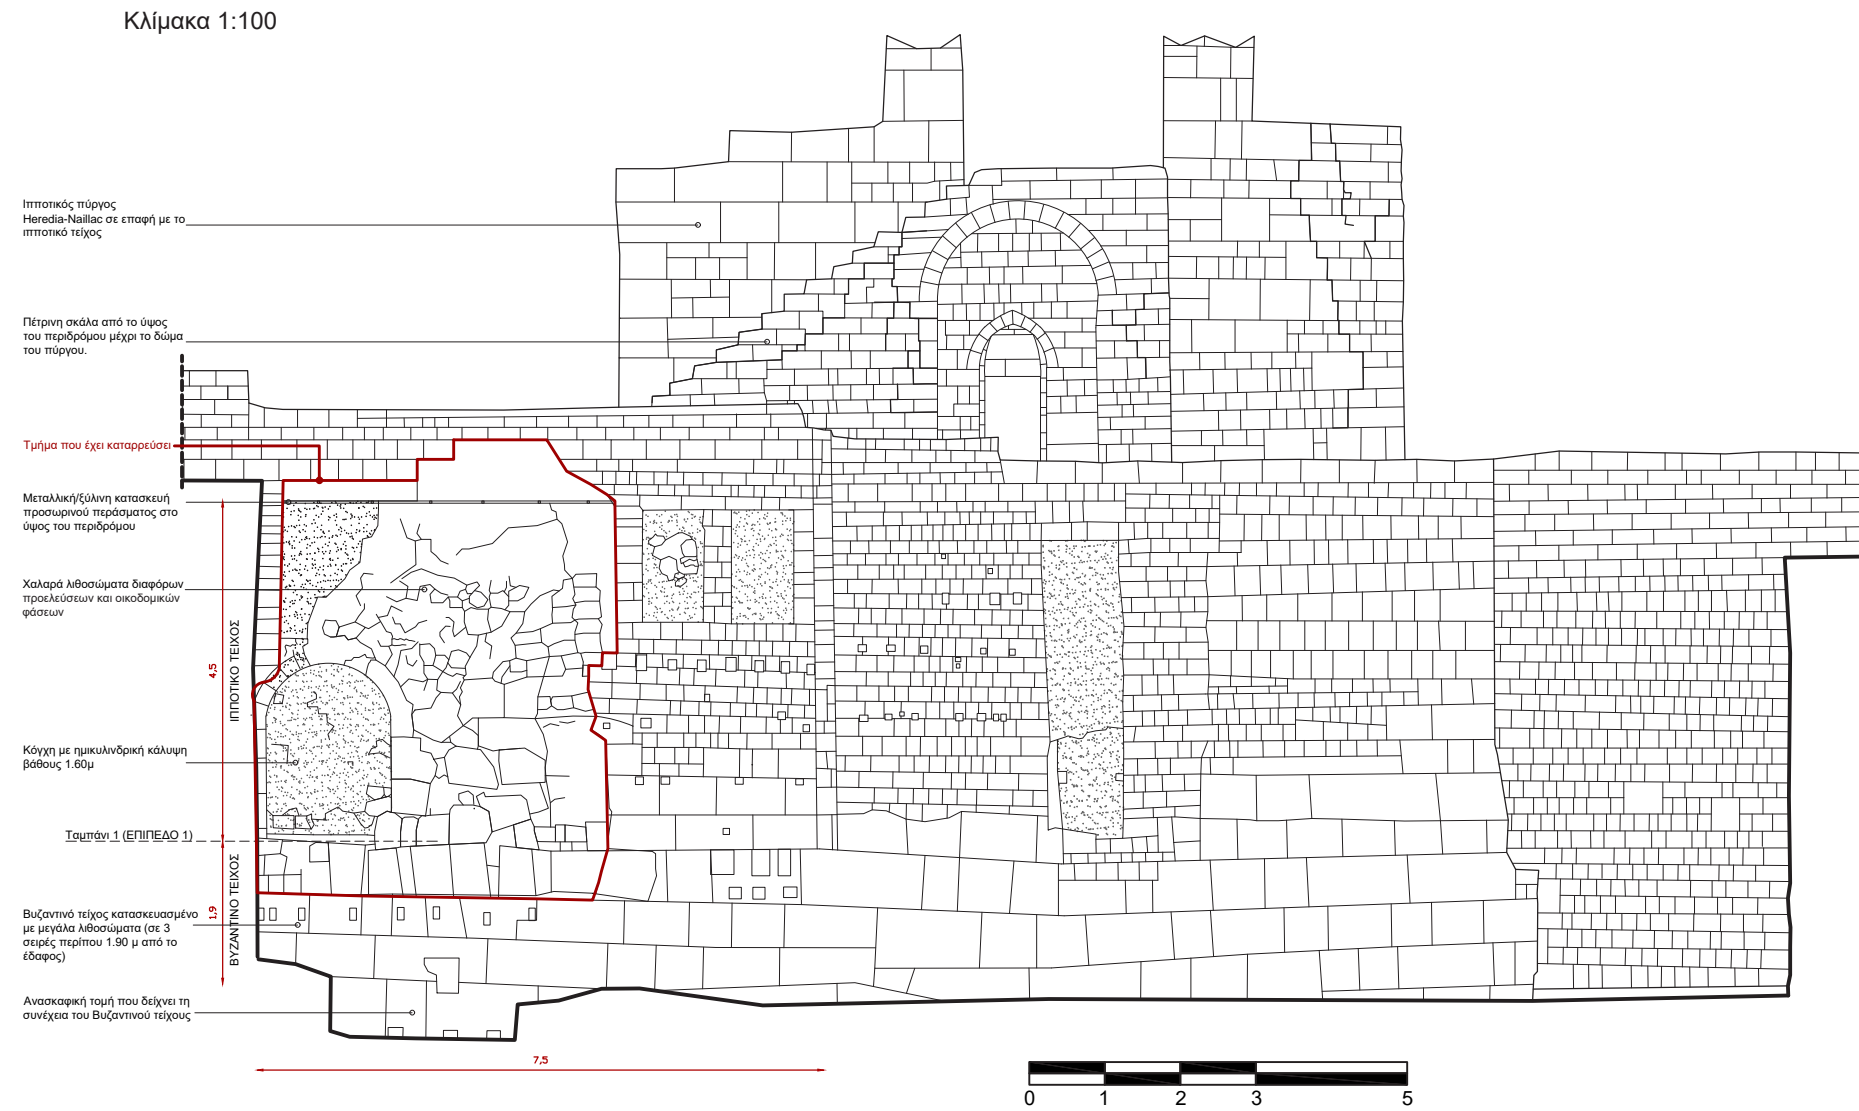 Κλίμακα 1:100
Ιπποτικός πύργος
Heredia-Naillac σε επαφή με το
ιπποτικό τείχος
Πέτρινη σκάλα από το ύψος
του περιδρόμου μέχρι το δώμα
του πύργου.
Τμήμα που έχει καταρρεύσει
Μεταλλική/ξύλινη κατασκευή
προσωρινού περάσματος στο
ύψος του περιδρόμου
Χαλαρά λιθοσώματα διαφόρων
προελεύσεων και οικοδομικών
φάσεων
4,5
ΙΠΠΟΤΙΚΟ ΤΕΙΧΟΣ
Κόγχη με ημικυλινδρική κάλυψη
βάθους 1.60μ
Ταμπάνι 1 (ΕΠΙΠΕΔΟ 1)
1,9
ΒΥΖΑΝΤΙΝΟ ΤΕΙΧΟΣ
Βυζαντινό τείχος κατασκευασμένο
με μεγάλα λιθοσώματα (σε 3
σειρές περίπου 1.90 μ από το
έδαφος)
Ανασκαφική τομή που δείχνει τη
συνέχεια του Βυζαντινού τείχους
7,5
0 1 2 3 5